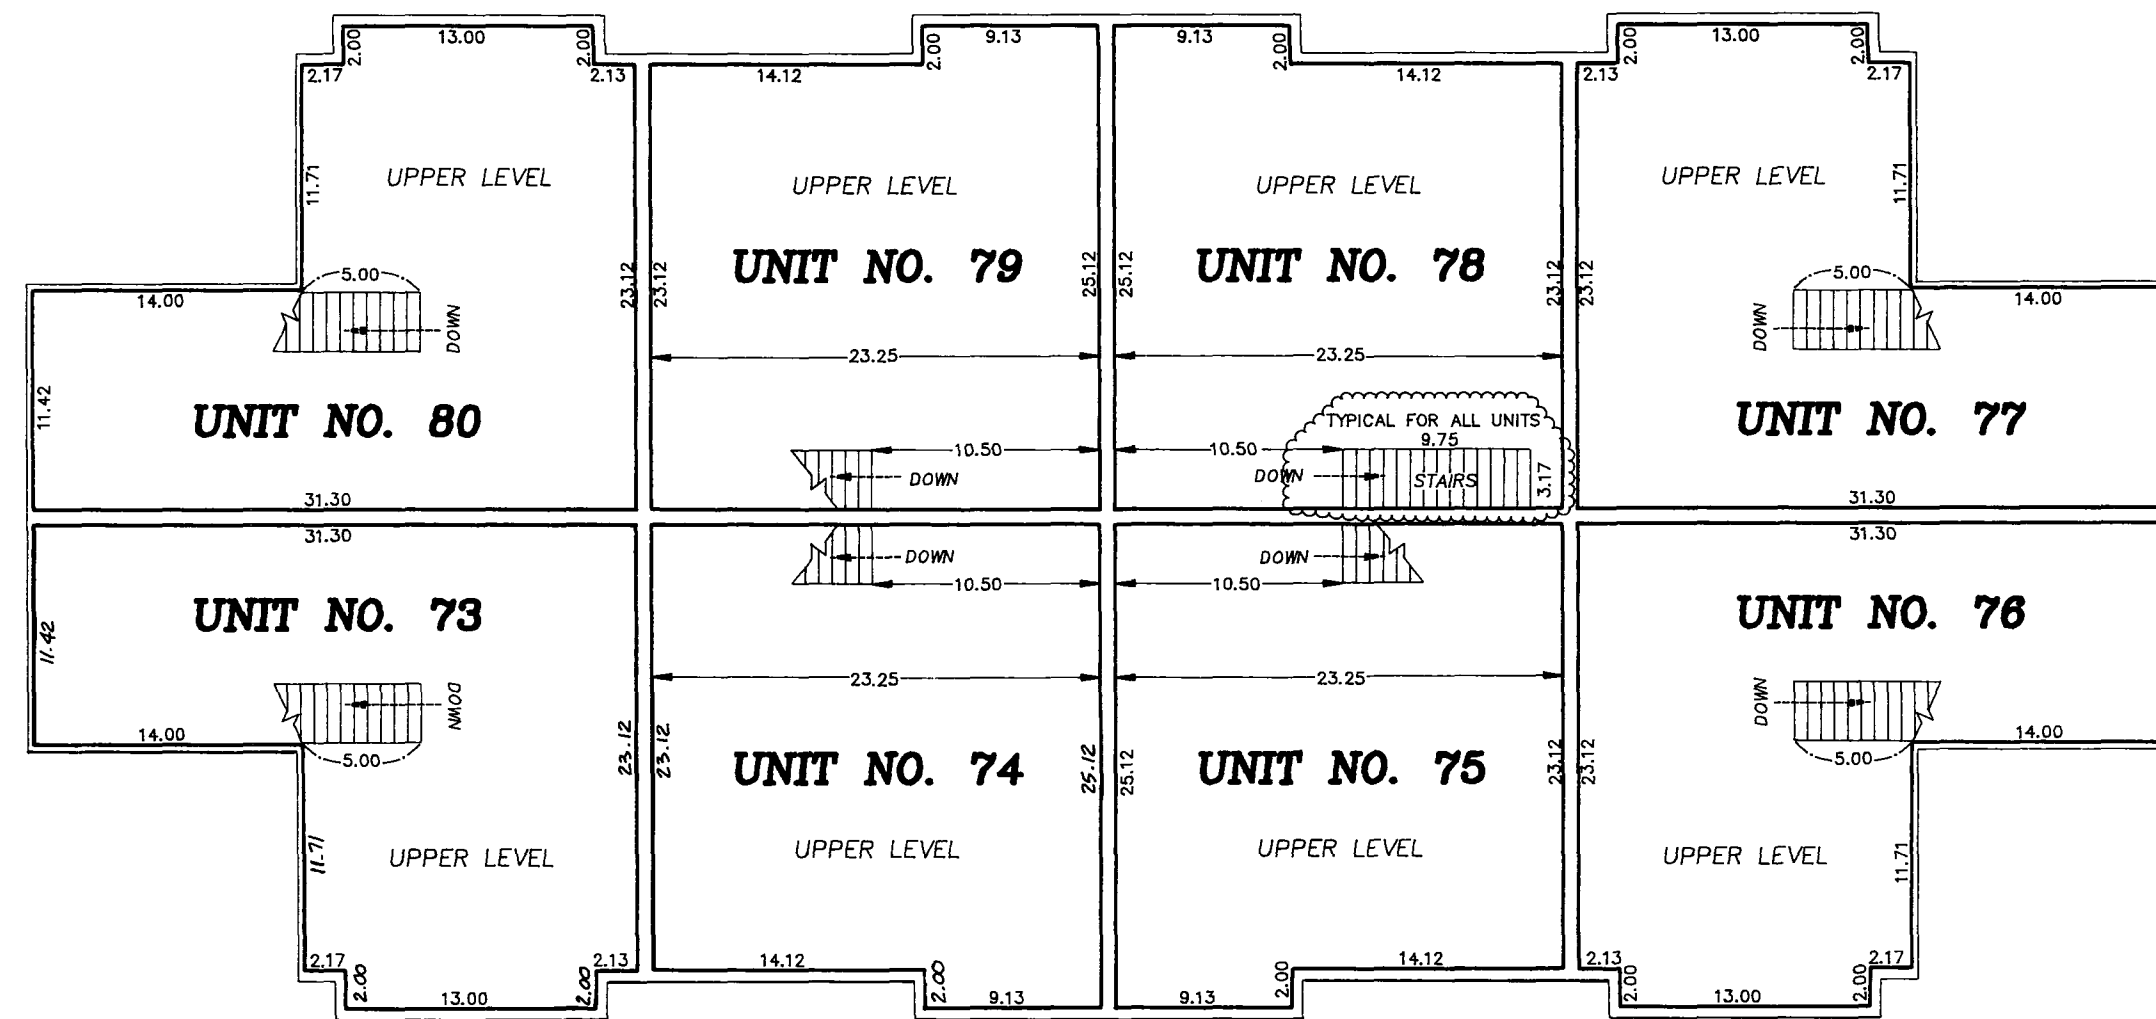 13.00
2.00
2.00
2.17
2.13
14.12
2.00
9.13
9.13
2.00
14.12
2.13
2.00
13.00
2.00
2.17
11.71
UPPER LEVEL
UPPER LEVEL
UPPER LEVEL
UPPER LEVEL
11.71
UNIT NO. 79
UNIT NO. 78
23.12
23.12
25.12
25.12
23.12
23.12
5.00
14.00
DOWN
5.00
14.00
DOWN
23.25
23.25
11.42
UNIT NO. 80
TYPICAL FOR ALL UNITS
9.75
UNIT NO. 77
10.50
10.50
DOWN
DOWN
STAIRS
3.17
31.30
31.30
31.30
31.30
DOWN
DOWN
10.50
10.50
UNIT NO. 73
UNIT NO. 76
11.42
23.25
23.25
DOWN
DOWN
14.00
5.00
14.00
5.00
23.12
23.12
25.12
25.12
23.12
23.12
UNIT NO. 74
UNIT NO. 75
11.71
UPPER LEVEL
UPPER LEVEL
UPPER LEVEL
UPPER LEVEL
11.71
2.17
2.13
14.12
14.12
2.13
2.17
2.00
13.00
2.00
2.00
9.13
9.13
2.00
2.00
13.00
2.00